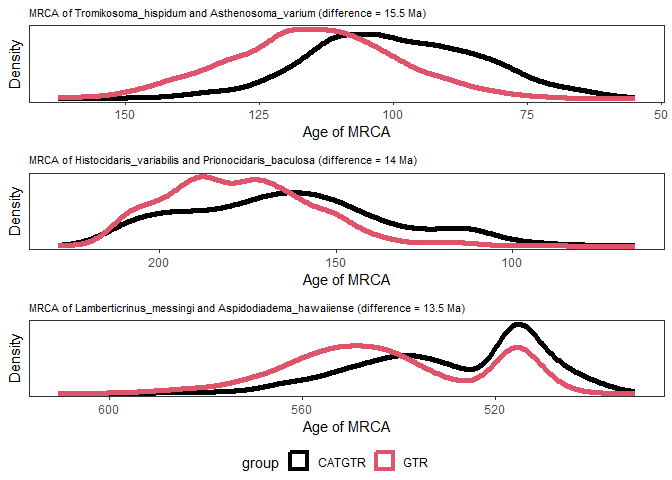 MRCA of Tromikosoma_hispidum and Asthenosoma_varium (difference = 15.5 Ma)
Density
150 125 100 75 50
Age of MRCA
MRCA of Histocidaris_variabilis and Prionocidaris_baculosa (difference = 14 Ma)
Density
200 150 100
Age of MRCA
MRCA of Lamberticrinus_messingi and Aspidodiadema_hawaiiense (difference = 13.5 Ma)
Density
600 560 520
Age of MRCA
group CATGTR GTR